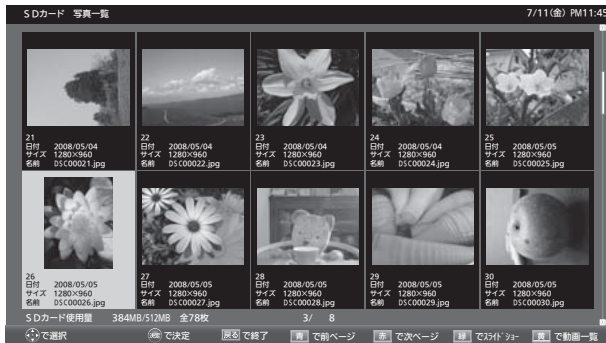 SDカード 写真一覧
7/11(金) PM11:45
21
日付 2008/05/04
サイズ 1280×960
名前 DSC00021.jpg
22
日付 2008/05/04
サイズ 1280×960
名前 DSC00022.jpg
23
日付 2008/05/04
サイズ 1280×960
名前 DSC00023.jpg
24
日付 2008/05/04
サイズ 1280×960
名前 DSC00024.jpg
25
日付 2008/05/05
サイズ 1280×960
名前 DSC00025.jpg
26
日付 2008/05/05
サイズ 1280×960
名前 DSC00026.jpg
27
日付 2008/05/05
サイズ 1280×960
名前 DSC00027.jpg
28
日付 2008/05/05
サイズ 1280×960
名前 DSC00028.jpg
29
日付 2008/05/05
サイズ 1280×960
名前 DSC00029.jpg
30
日付 2008/05/05
サイズ 1280×960
名前 DSC00030.jpg
SDカード使用量 384MB/512MB 全78枚 3/ 8
で選択 決定 で決定 戻る で終了 青 で前ページ 赤 で次ページ 緑 でスライドショー 黄 で動画一覧